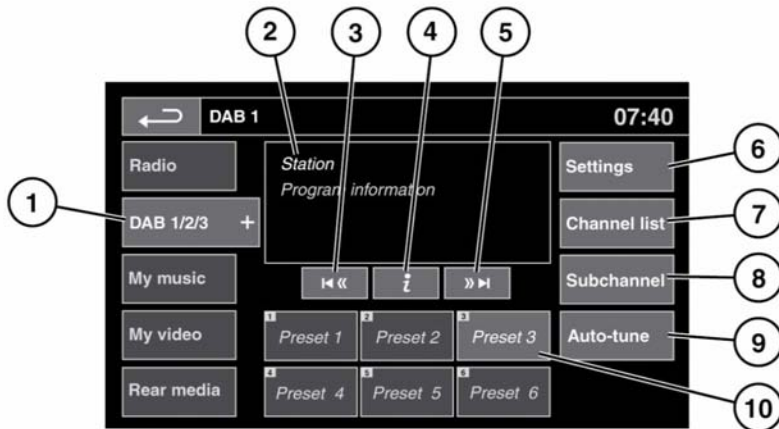 2
3
4
5
DAB 1
07:40
Radio
Station
Program information
Settings
6
1
DAB 1/2/3 +
Channel list
7
My music
i
Subchannel
8
My video
1 Preset 1
2 Preset 2
3 Preset 3
Auto-tune
9
Rear media
4 Preset 4
5 Preset 5
6 Preset 6
10